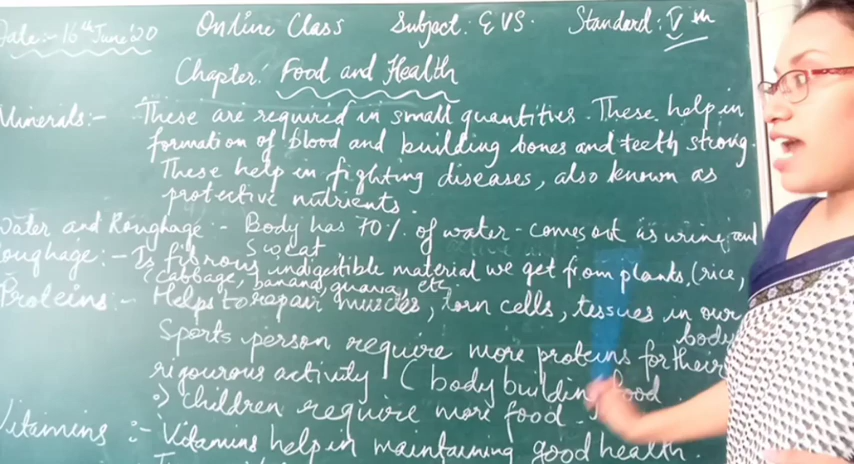 Date:- 16th June'20 Online Class Subject: EVS. Standard: Vth
Chapter: Food and Health
Minerals:- These are required in small quantities. These help in
formation of blood and building bones and teeth strong.
These help in fighting diseases, also known as
protective nutrients.
Water and Roughage:- Body has 70% of water - comes out as urine, and
sweat
Roughage:- Is fibrous indigestible material we get from plants, (rice,
(cabbage, banana, guava, etc
Proteins:- Helps to repair muscles, torn cells, tissues in our
body
Sports person require more proteins for their
rigourous activity (body building food
children require more food.
Vitamins:- Vitamins help in maintaining good health.